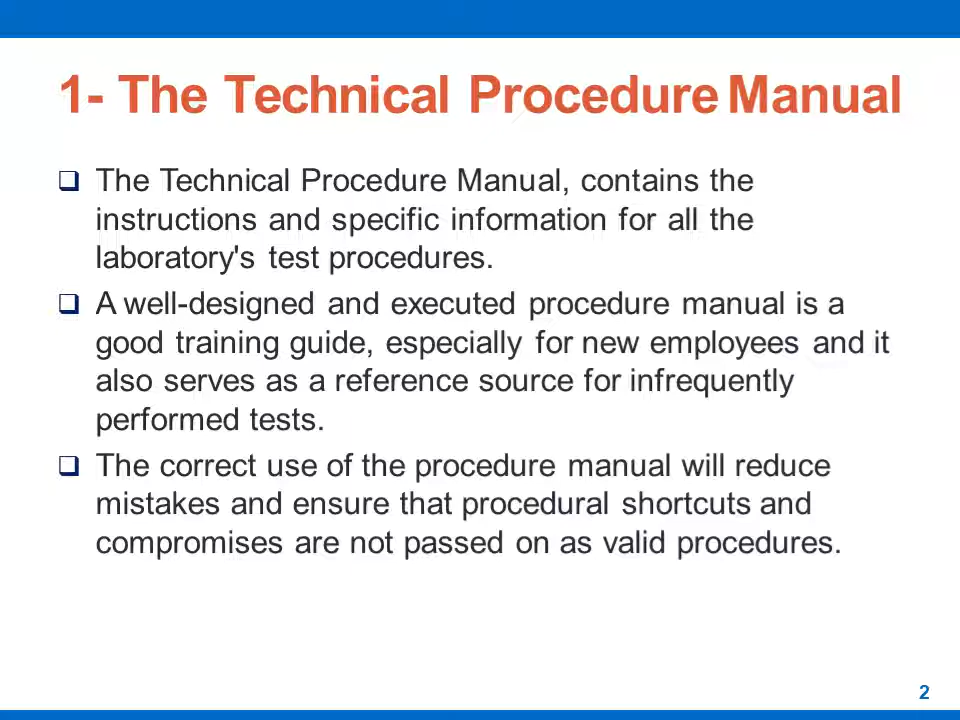 1- The Technical Procedure Manual
❑ The Technical Procedure Manual, contains the
instructions and specific information for all the
laboratory's test procedures.
❑ A well-designed and executed procedure manual is a
good training guide, especially for new employees and it
also serves as a reference source for infrequently
performed tests.
❑ The correct use of the procedure manual will reduce
mistakes and ensure that procedural shortcuts and
compromises are not passed on as valid procedures.
2